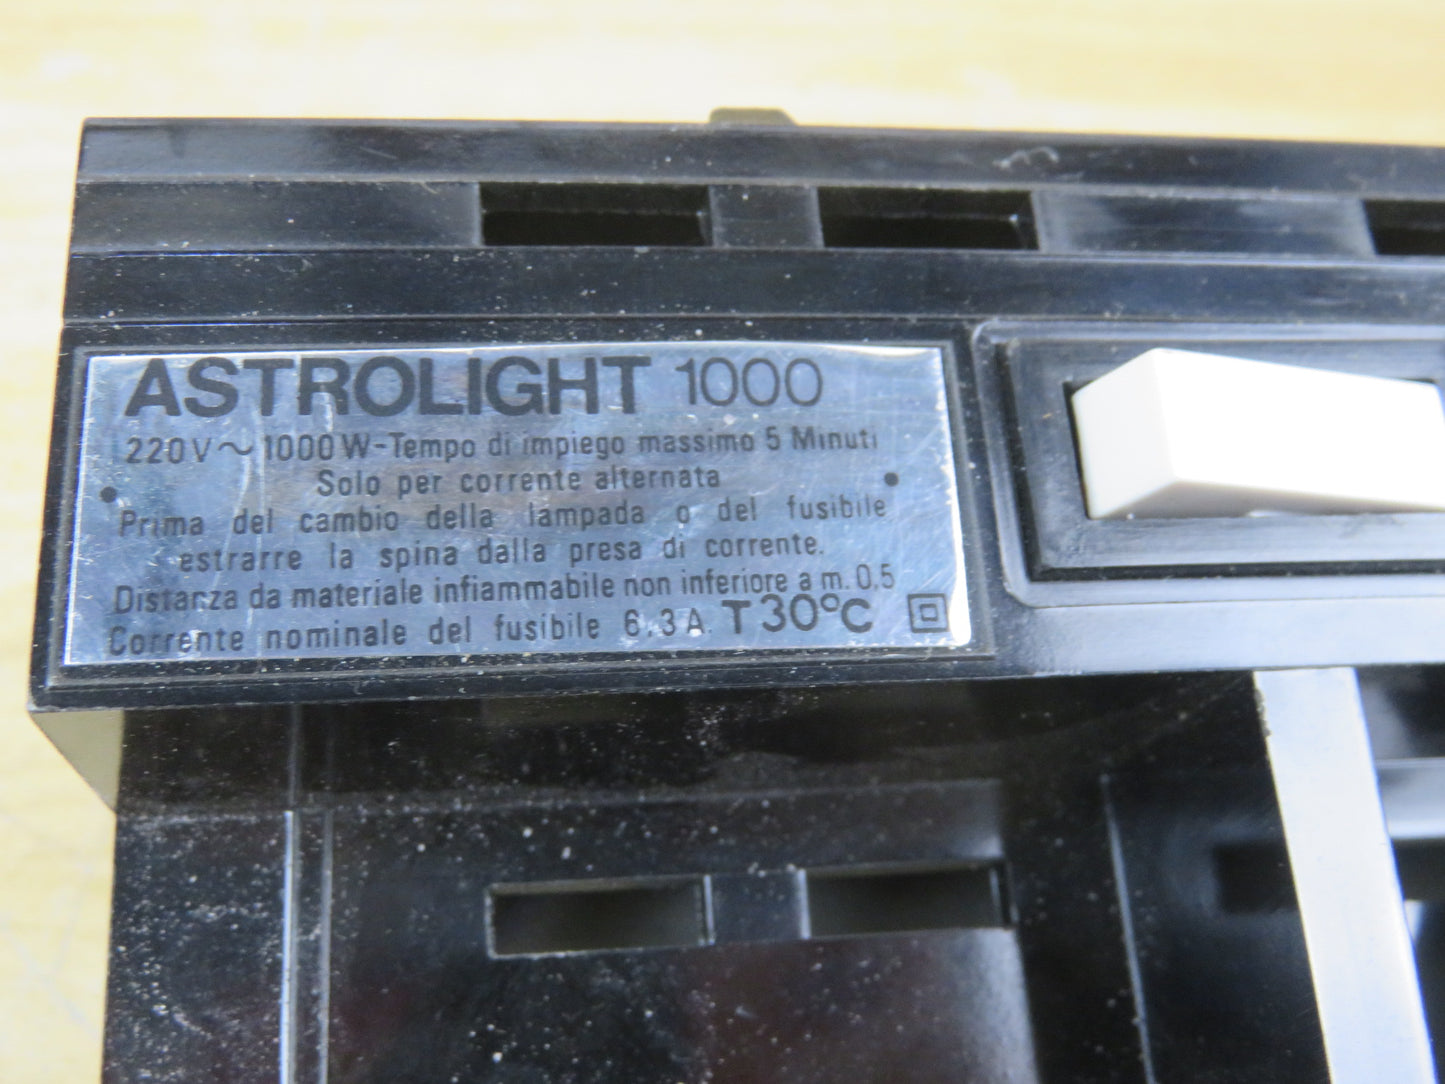 ASTROLIGHT 1000
220V~1000W-Tempo di impiego massimo 5 Minuti
Solo per corrente alternata
Prima del cambio della lampada o del fusibile
estrarre la spina dalla presa di corrente.
Distanza da materiale infiammabile non inferiore a m. 0.5
Corrente nominale del fusibile 6.3A. T30°C